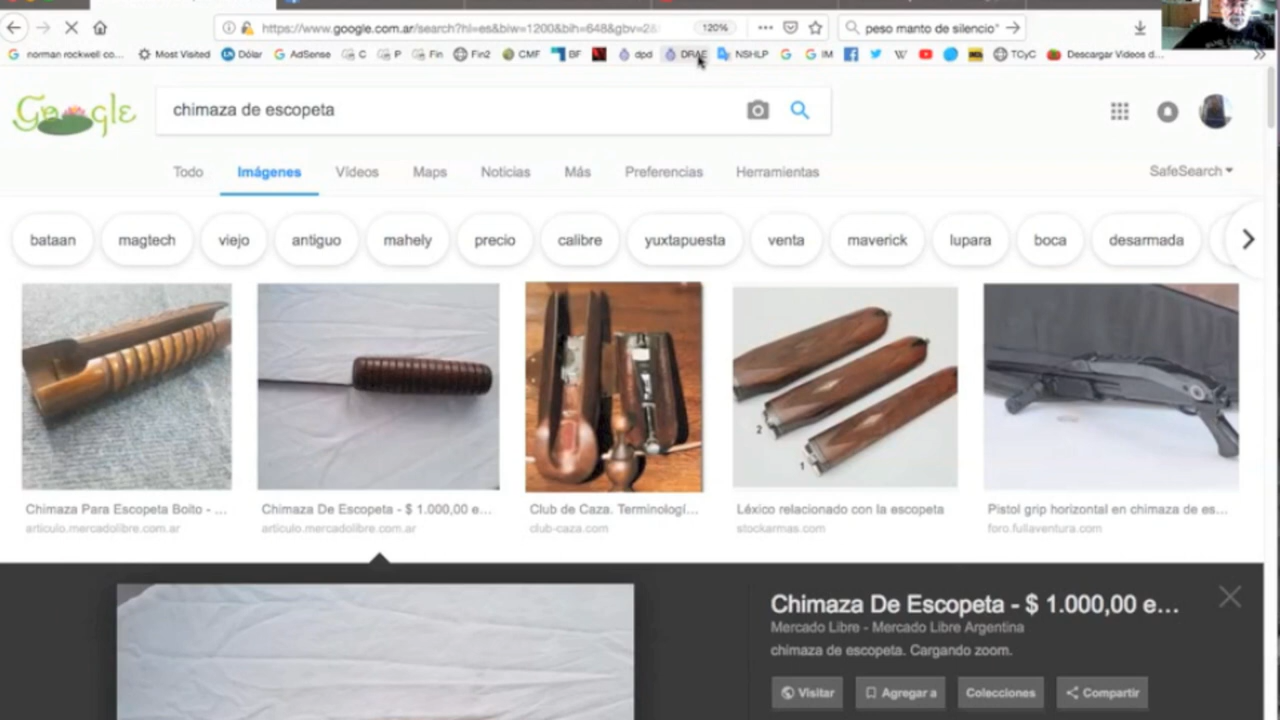 https://www.google.com.ar/search?hl=es&biw=1200&bih=648&gbv=2&
120%
peso manto de silencio"
norman rockwell co... Most Visited Dólar AdSense C P Fin Fin2 CMF BF dpd DRAE NSHLP G IM W TCyC Descargar Videos d...
Google
chimaza de escopeta
Todo Imágenes Vídeos Maps Noticias Más Preferencias Herramientas SafeSearch
bataan magtech viejo antiguo mahely precio calibre yuxtapuesta venta maverick lupara boca desarmada
2
1
Chimaza Para Escopeta Boito - ... Chimaza De Escopeta - $ 1.000,00 e... Club de Caza. Terminologí... Léxico relacionado con la escopeta Pistol grip horizontal en chimaza de es...
articulo.mercadolibre.com.ar articulo.mercadolibre.com.ar club-caza.com stockarmas.com foro.fullaventura.com
Chimaza De Escopeta - $ 1.000,00 e...
Mercado Libre - Mercado Libre Argentina
chimaza de escopeta. Cargando zoom.
Visitar Agregar a Colecciones Compartir